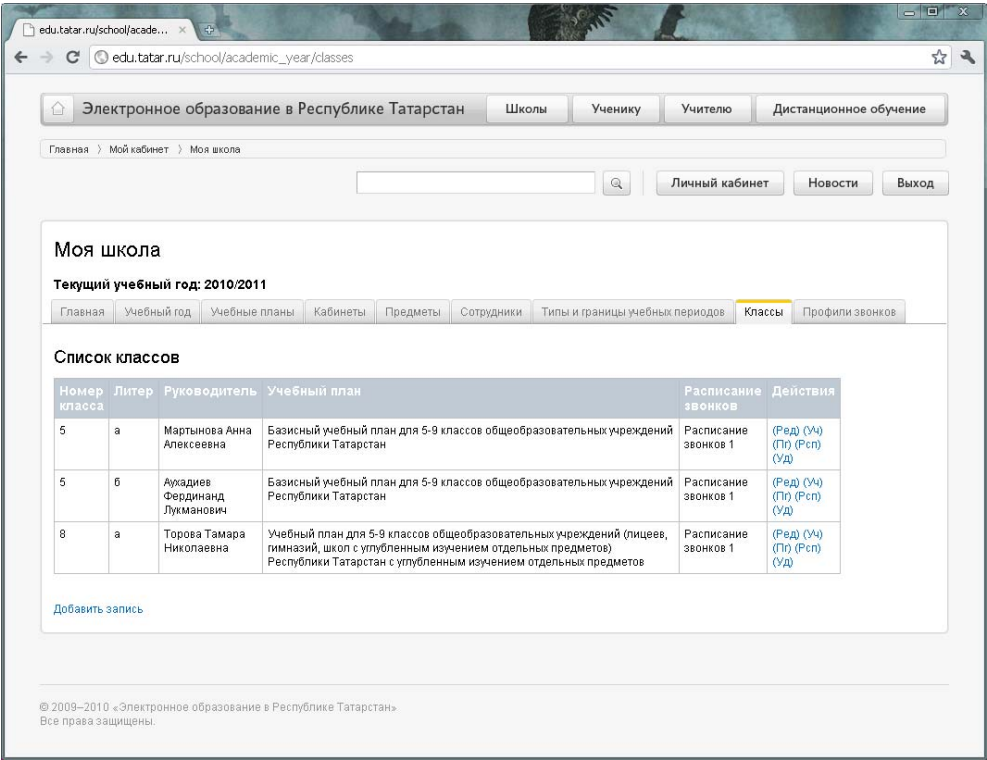 edu.tatar.ru/school/acade...
edu.tatar.ru/school/academic_year/classes
Электронное образование в Республике Татарстан Школы Ученику Учителю Дистанционное обучение
Главная > Мой кабинет > Моя школа
Личный кабинет Новости Выход
Моя школа
Текущий учебный год: 2010/2011
Главная Учебный год Учебные планы Кабинеты Предметы Сотрудники Типы и границы учебных периодов Классы Профили звонков
Список классов
Номер Литер Руководитель Учебный план Расписание Действия
класса звонков
5 а Мартынова Анна Базисный учебный план для 5-9 классов общеобразовательных учреждений Расписание (Ред) (Уч)
Алексеевна Республики Татарстан звонков 1 (Пг) (Рсп)
(Уд)
5 б Аухадиев Базисный учебный план для 5-9 классов общеобразовательных учреждений Расписание (Ред) (Уч)
Фердинанд Республики Татарстан звонков 1 (Пг) (Рсп)
Лукманович (Уд)
8 а Торова Тамара Учебный план для 5-9 классов общеобразовательных учреждений (лицеев, Расписание (Ред) (Уч)
Николаевна гимназий, школ с углубленным изучением отдельных предметов) звонков 1 (Пг) (Рсп)
Республики Татарстан с углубленным изучением отдельных предметов (Уд)
Добавить запись
© 2009–2010 «Электронное образование в Республике Татарстан»
Все права защищены.